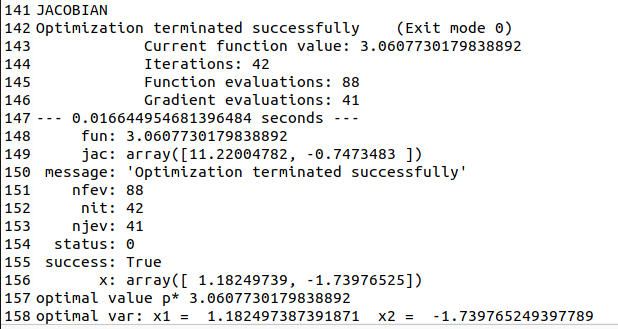 141 JACOBIAN
142 Optimization terminated successfully    (Exit mode 0)
143             Current function value: 3.0607730179838892
144             Iterations: 42
145             Function evaluations: 88
146             Gradient evaluations: 41
147 --- 0.016644954681396484 seconds ---
148      fun: 3.0607730179838892
149      jac: array([11.22004782, -0.7473483 ])
150  message: 'Optimization terminated successfully'
151     nfev: 88
152      nit: 42
153     njev: 41
154   status: 0
155  success: True
156        x: array([ 1.18249739, -1.73976525])
157 optimal value p* 3.0607730179838892
158 optimal var: x1 =  1.182497387391871  x2 =  -1.739765249397789